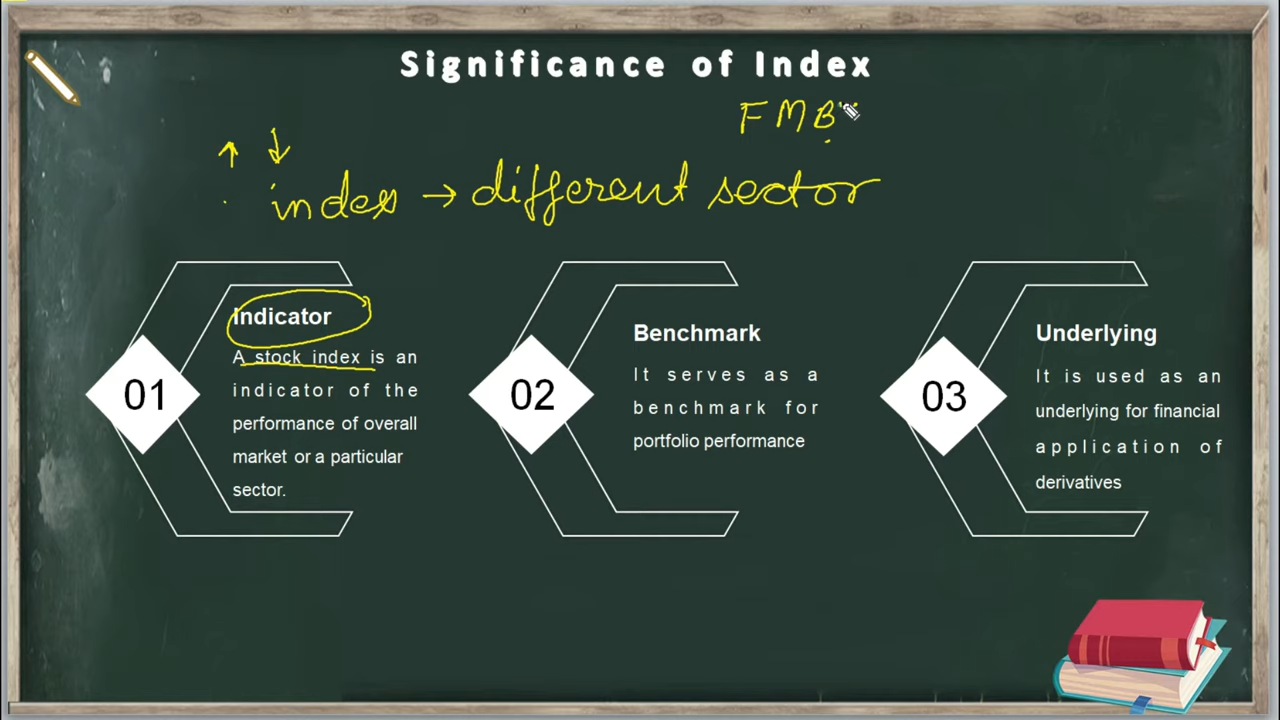 Significance of Index
F M B
↑ ↓
index → different sector
01
Indicator
A stock index is an
indicator of the
performance of overall
market or a particular
sector.
02
Benchmark
It serves as a
benchmark for
portfolio performance
03
Underlying
It is used as an
underlying for financial
application of
derivatives